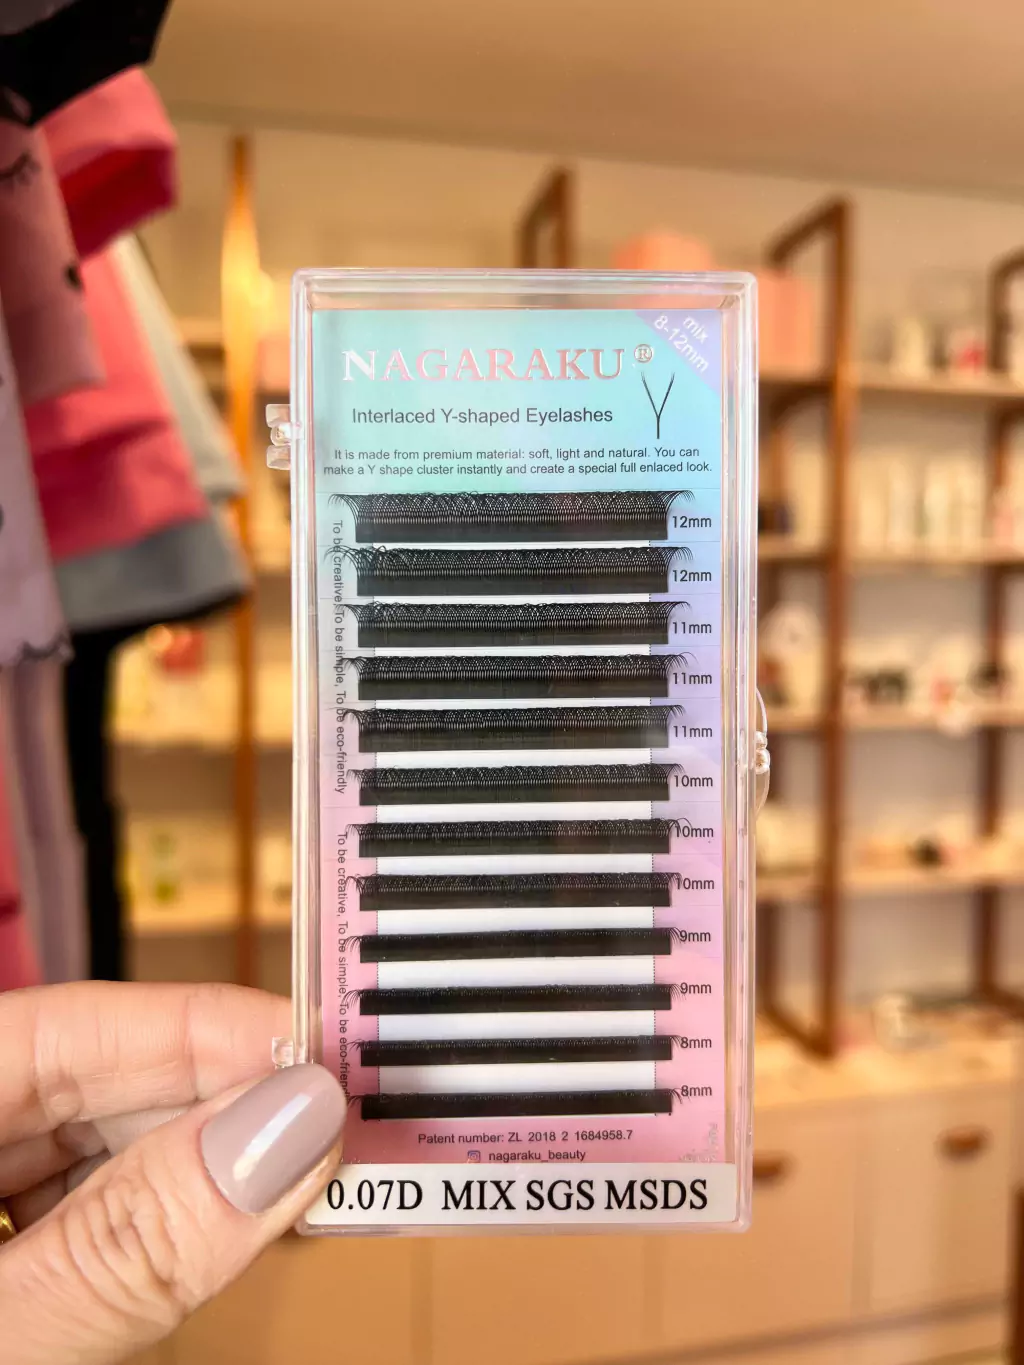 mix
8-12mm
NAGARAKU®
Interlaced Y-shaped Eyelashes
It is made from premium material: soft, light and natural. You can
make a Y shape cluster instantly and create a special full enlaced look.
12mm
12mm
11mm
11mm
11mm
10mm
10mm
10mm
9mm
9mm
8mm
8mm
To be creative, To be simple, To be eco-friendly
To be creative, To be simple, To be eco-friendly
Patent number: ZL 2018 2 1684958.7
nagaraku_beauty
0.07D MIX SGS MSDS